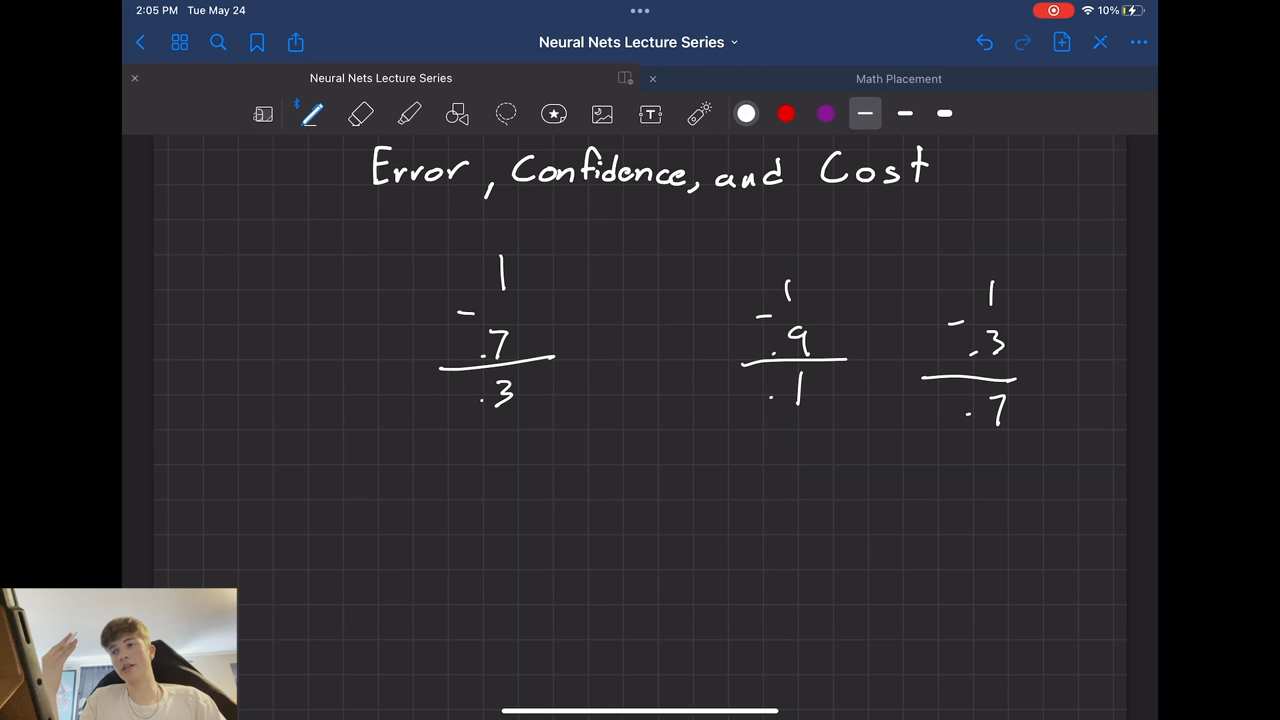 2:05 PM Tue May 24
10%
Neural Nets Lecture Series
Neural Nets Lecture Series
Math Placement
Error, Confidence, and Cost
1
- .7
.3
1
- .9
.1
1
- .3
.7